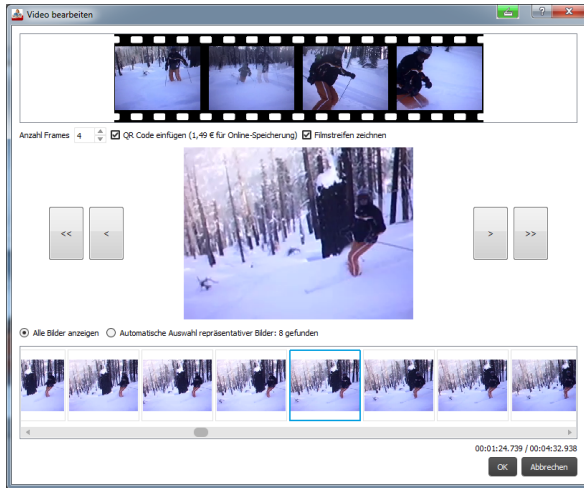 Video bearbeiten
Anzahl Frames 4 QR Code einfügen (1,49 € für Online-Speicherung) Filmstreifen zeichnen
<< < > >>
Alle Bilder anzeigen Automatische Auswahl repräsentativer Bilder: 8 gefunden
00:01:24.739 / 00:04:32.938
OK Abbrechen